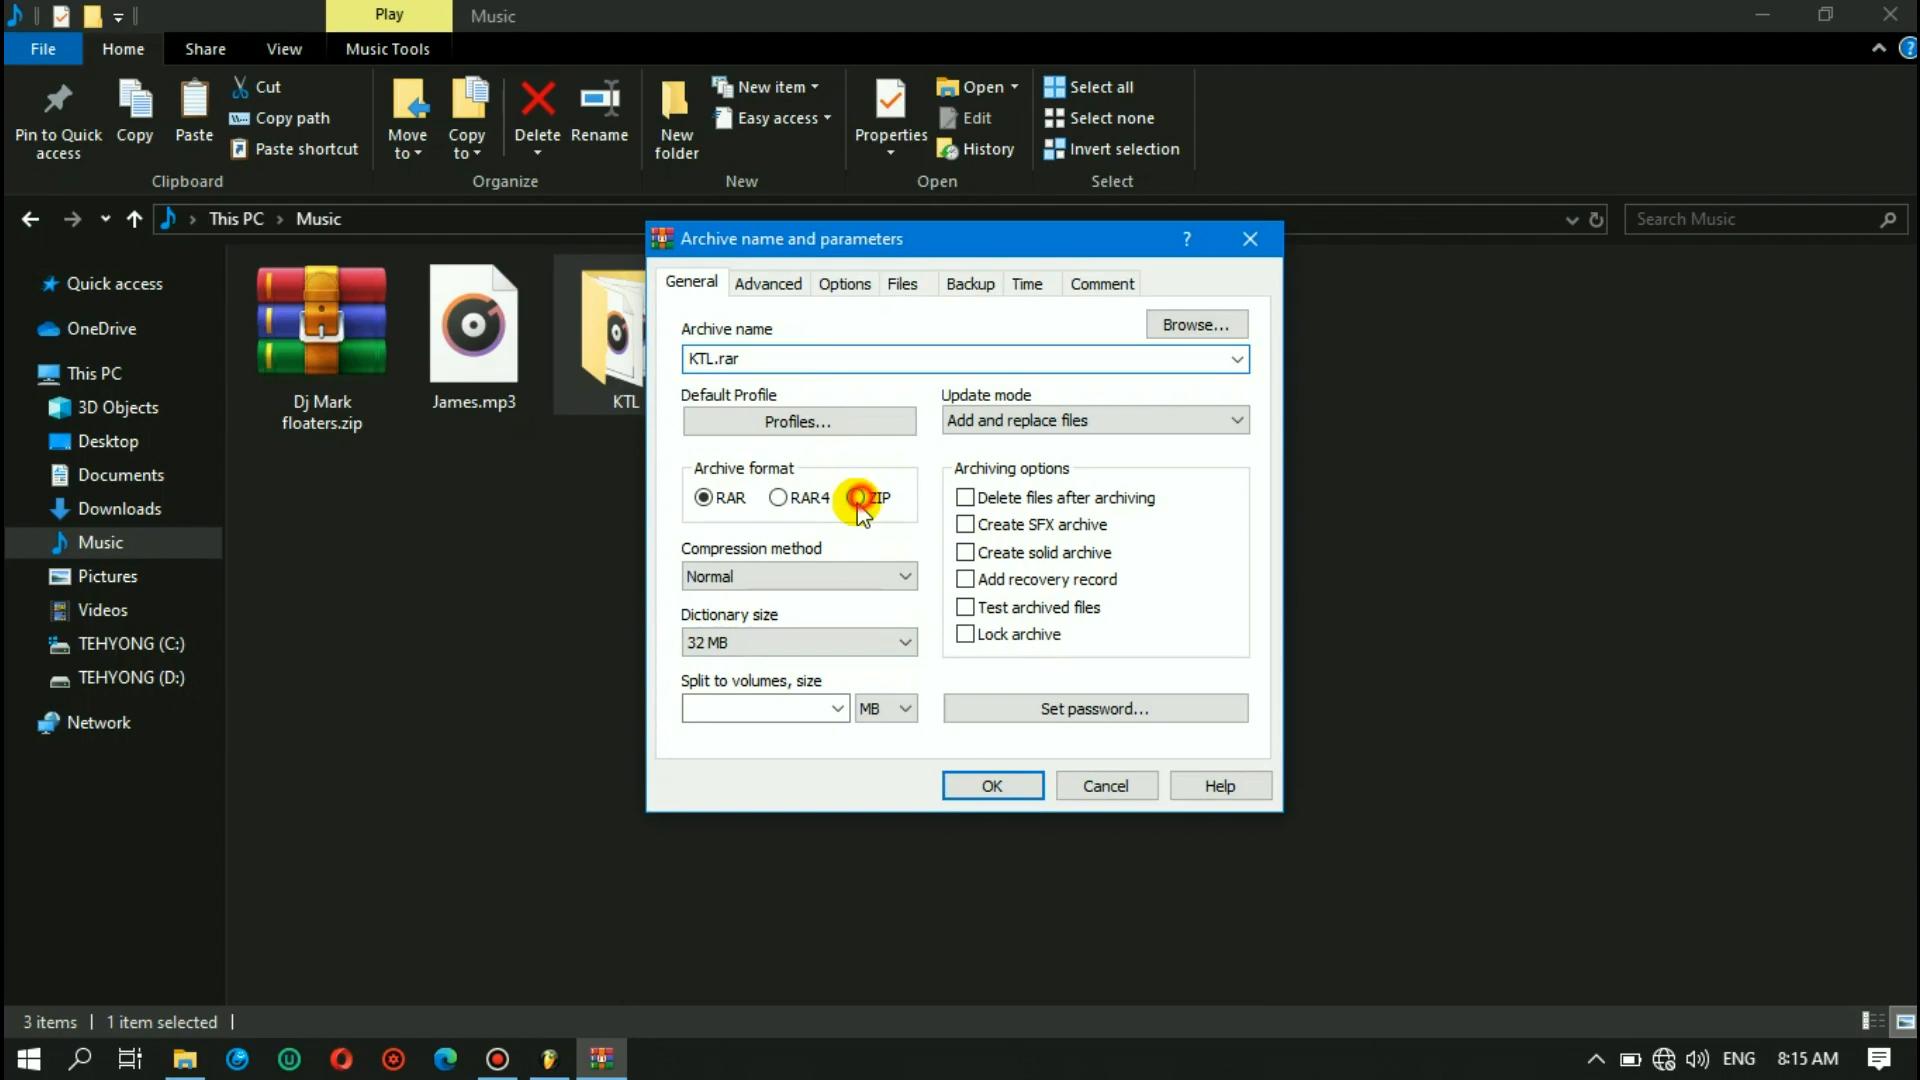 Play
Music
File
Home
Share
View
Music Tools
Pin to Quick
access
Copy
Paste
Cut
Copy path
Paste shortcut
Clipboard
Move
to
Copy
to
Delete
Rename
Organize
New
folder
New item
Easy access
New
Properties
Open
Edit
History
Open
Select all
Select none
Invert selection
Select
This PC
Music
Search Music
Quick access
OneDrive
This PC
3D Objects
Desktop
Documents
Downloads
Music
Pictures
Videos
TEHYONG (C:)
TEHYONG (D:)
Network
Dj Mark
floaters.zip
James.mp3
KTL
Archive name and parameters
?
General
Advanced
Options
Files
Backup
Time
Comment
Archive name
Browse...
KTL.rar
Default Profile
Profiles...
Update mode
Add and replace files
Archive format
RAR
RAR4
ZIP
Compression method
Normal
Dictionary size
32 MB
Split to volumes, size
MB
Archiving options
Delete files after archiving
Create SFX archive
Create solid archive
Add recovery record
Test archived files
Lock archive
Set password...
OK
Cancel
Help
3 items
1 item selected
ENG
8:15 AM